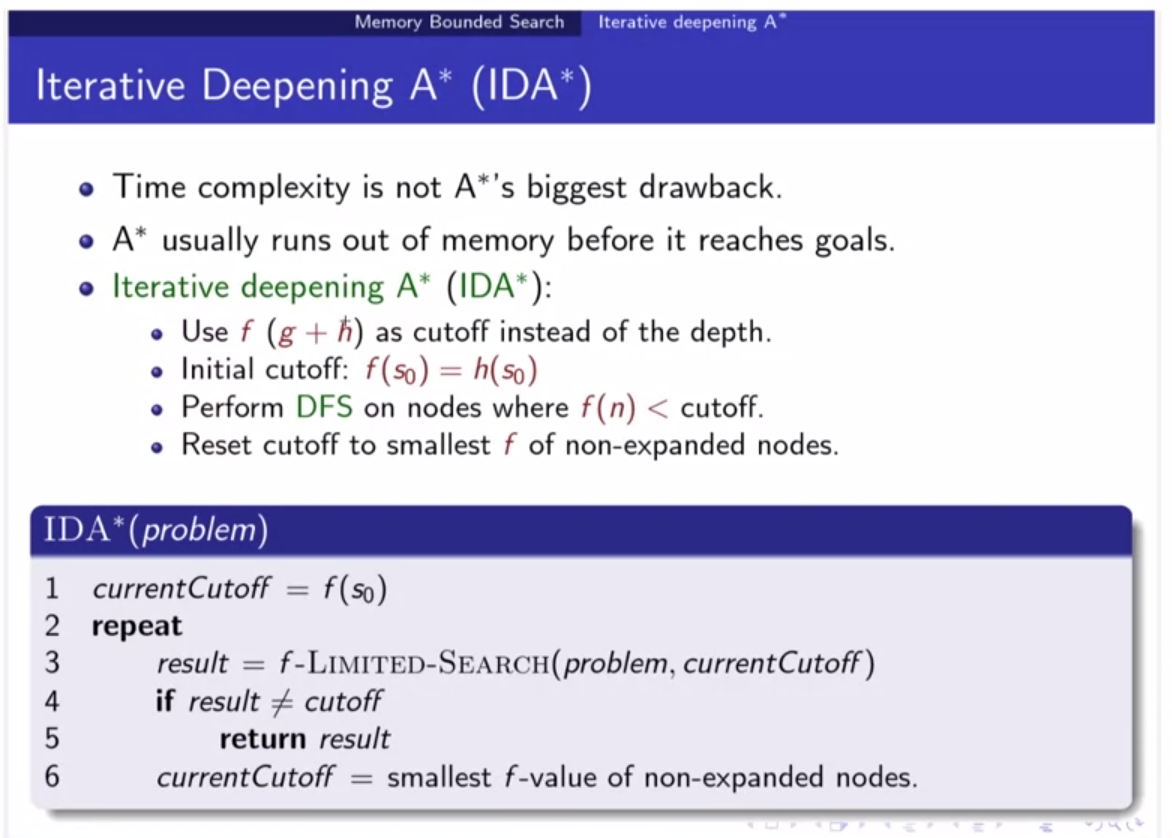 Memory Bounded Search Iterative deepening A*
Iterative Deepening A* (IDA*)
Time complexity is not A*'s biggest drawback.
A* usually runs out of memory before it reaches goals.
Iterative deepening A* (IDA*):
Use f (g + h) as cutoff instead of the depth.
Initial cutoff: f(s₀) = h(s₀)
Perform DFS on nodes where f(n) < cutoff.
Reset cutoff to smallest f of non-expanded nodes.
IDA*(problem)
1 currentCutoff = f(s₀)
2 repeat
3 result = f-LIMITED-SEARCH(problem, currentCutoff)
4 if result ≠ cutoff
5 return result
6 currentCutoff = smallest f-value of non-expanded nodes.